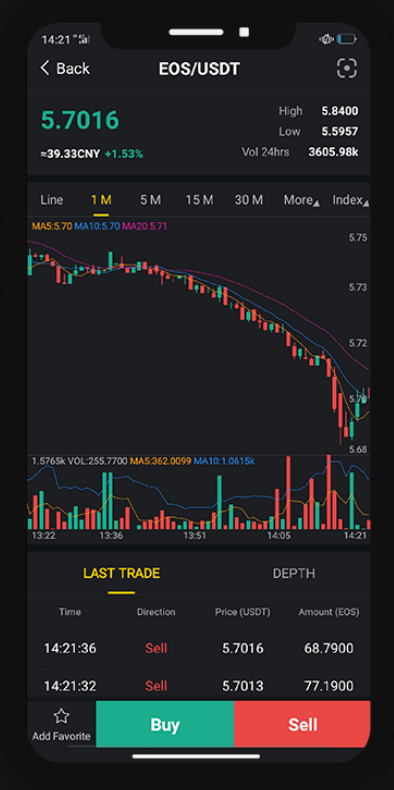 14:21
Back
EOS/USDT
5.7016
High 5.8400
Low 5.5957
≈39.33CNY +1.53%
Vol 24hrs 3605.98k
Line 1 M 5 M 15 M 30 M More Index
MA5:5.70 MA10:5.70 MA20:5.71
5.75
5.73
5.72
5.70
5.68
1.5765k VOL:255.7700 MA5:362.0099 MA10:1.0615k
13:22 13:36 13:51 14:05 14:21
LAST TRADE DEPTH
Time Direction Price (USDT) Amount (EOS)
14:21:36 Sell 5.7016 68.7900
14:21:32 Sell 5.7013 77.1900
Add Favorite
Buy
Sell